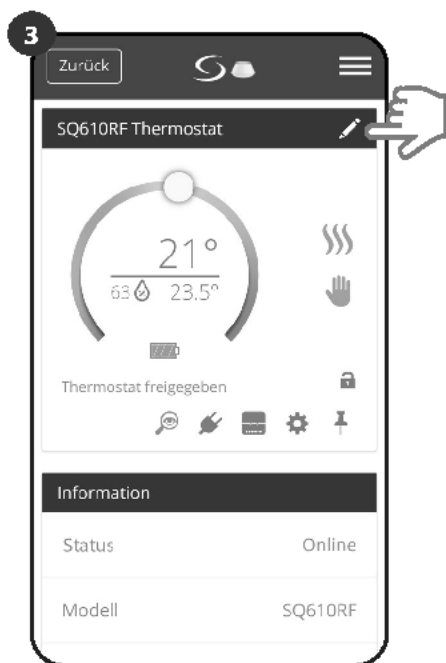 3
Zurück
SQ610RF Thermostat
21°
63 23.5°
Thermostat freigegeben
Information
Status Online
Modell SQ610RF